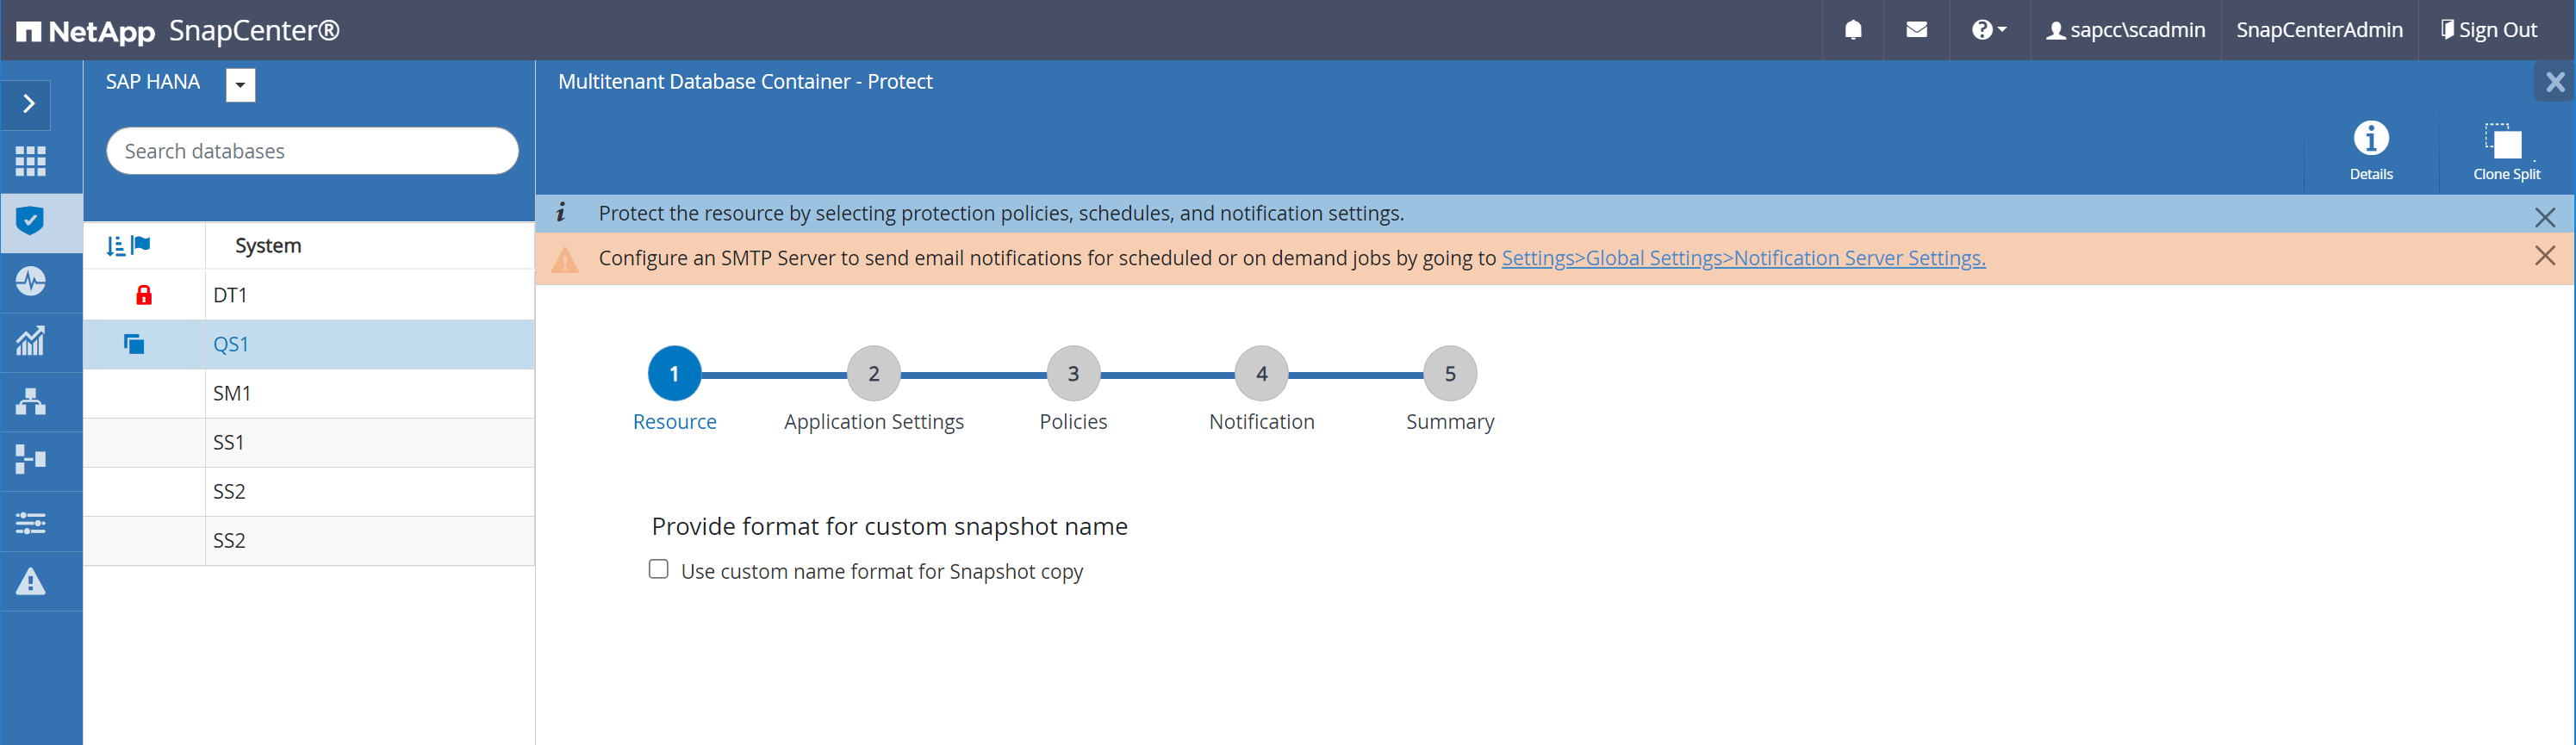 NetApp SnapCenter®
sapcc\scadmin
SnapCenterAdmin
Sign Out
SAP HANA
Search databases
System
DT1
QS1
SM1
SS1
SS2
SS2
Multitenant Database Container - Protect
Details
Clone Split
Protect the resource by selecting protection policies, schedules, and notification settings.
Configure an SMTP Server to send email notifications for scheduled or on demand jobs by going to Settings>Global Settings>Notification Server Settings.
1 2 3 4 5
Resource Application Settings Policies Notification Summary
Provide format for custom snapshot name
Use custom name format for Snapshot copy